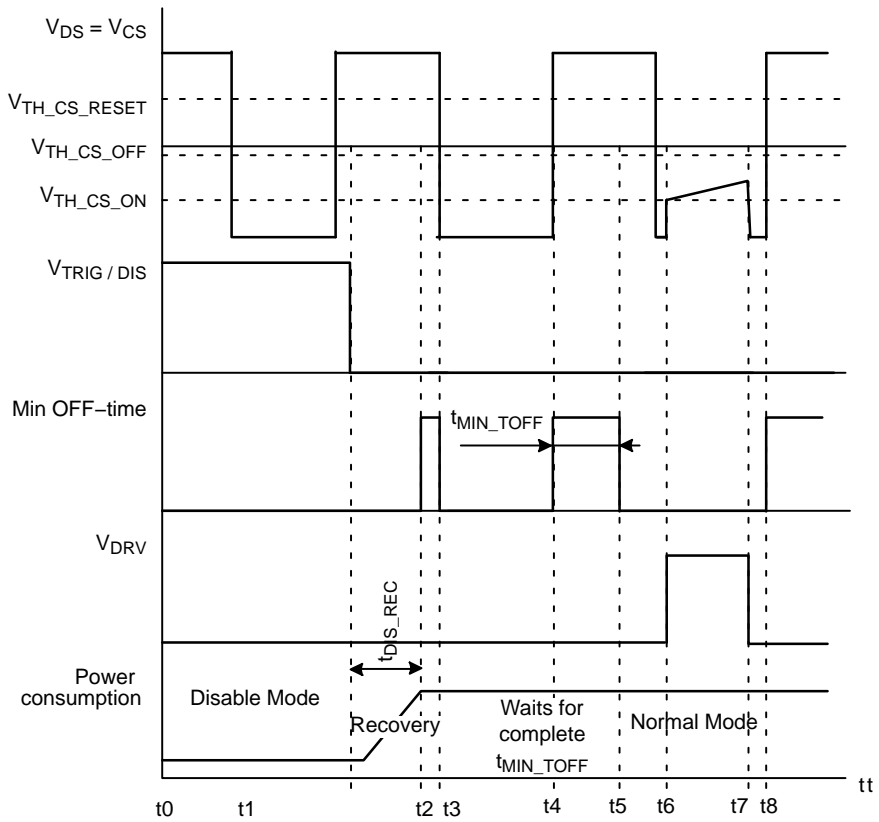 VDS = VCS
VTH_CS_RESET
VTH_CS_OFF
VTH_CS_ON
VTRIG / DIS
Min OFF−time
tMIN_TOFF
VDRV
tDIS_REC
Power
consumption
Disable Mode
Recovery
Waits for
complete
tMIN_TOFF
Normal Mode
t0 t1 t2 t3 t4 t5 t6 t7 t8
tt